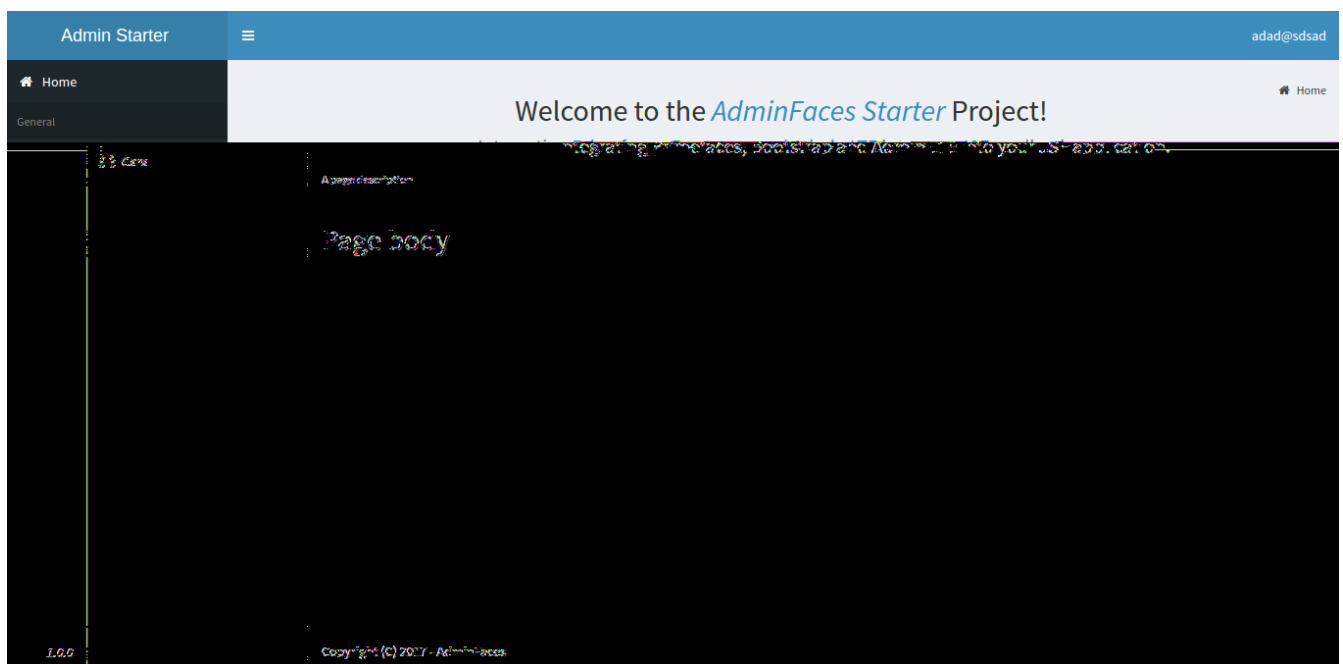 Admin Starter
adad@sdsad
Home
Home
Welcome to the AdminFaces Starter Project!
General
A page description
Page body
1.0.0
Copyright (C) 2017 - AdminFaces